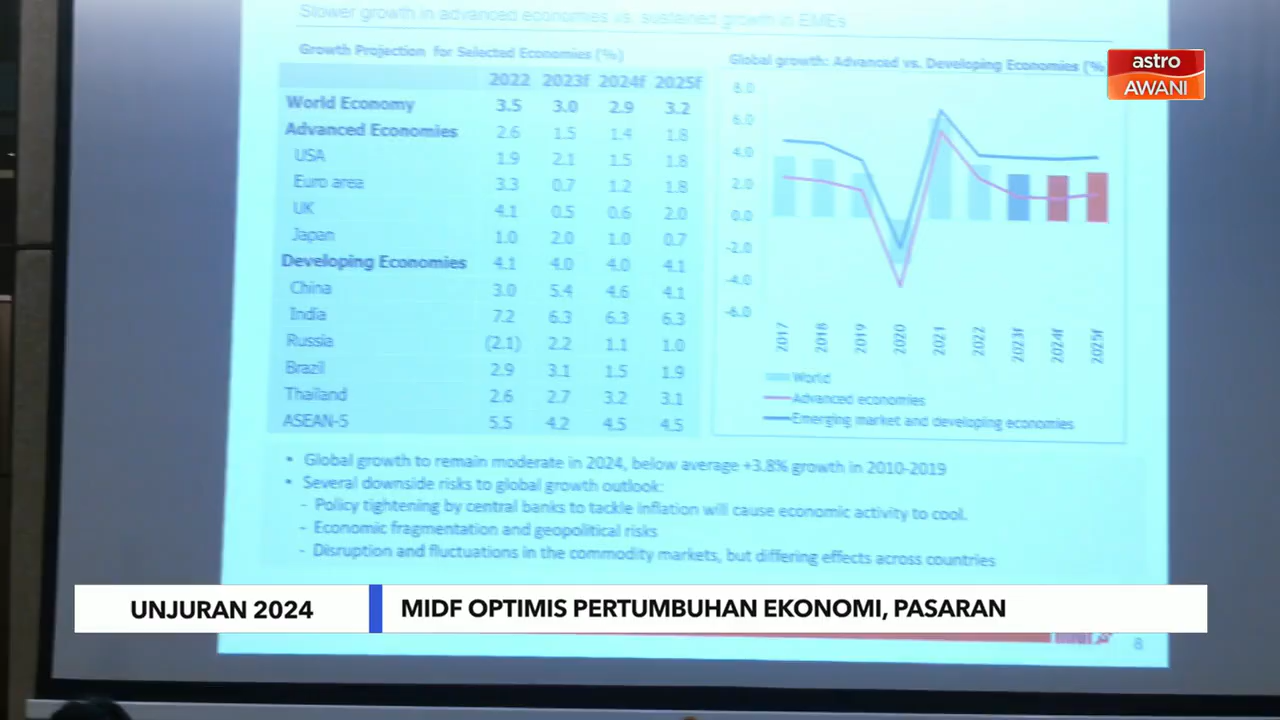 Slower growth in advanced economies vs. sustained growth in EMEs
Growth Projection for Selected Economies (%)
2022 2023f 2024f 2025f
World Economy 3.5 3.0 2.9 3.2
Advanced Economies 2.6 1.5 1.4 1.8
USA 1.9 2.1 1.5 1.8
Euro area 3.3 0.7 1.2 1.8
UK 4.1 0.5 0.6 2.0
Japan 1.0 2.0 1.0 0.7
Developing Economies 4.1 4.0 4.0 4.1
China 3.0 5.4 4.6 4.1
India 7.2 6.3 6.3 6.3
Russia (2.1) 2.2 1.1 1.0
Brazil 2.9 3.1 1.5 1.9
Thailand 2.6 2.7 3.2 3.1
ASEAN-5 5.5 4.2 4.5 4.5
Global growth: Advanced vs. Developing Economies (%
8.0
6.0
4.0
2.0
0.0
-2.0
-4.0
-6.0
2017 2018 2019 2020 2021 2022 2023f 2024f 2025f
World
Advanced economies
Emerging market and developing economies
astro
AWANI
• Global growth to remain moderate in 2024, below average +3.8% growth in 2010-2019
• Several downside risks to global growth outlook:
- Policy tightening by central banks to tackle inflation will cause economic activity to cool.
- Economic fragmentation and geopolitical risks
- Disruption and fluctuations in the commodity markets, but differing effects across countries
UNJURAN 2024
MIDF OPTIMIS PERTUMBUHAN EKONOMI, PASARAN
8